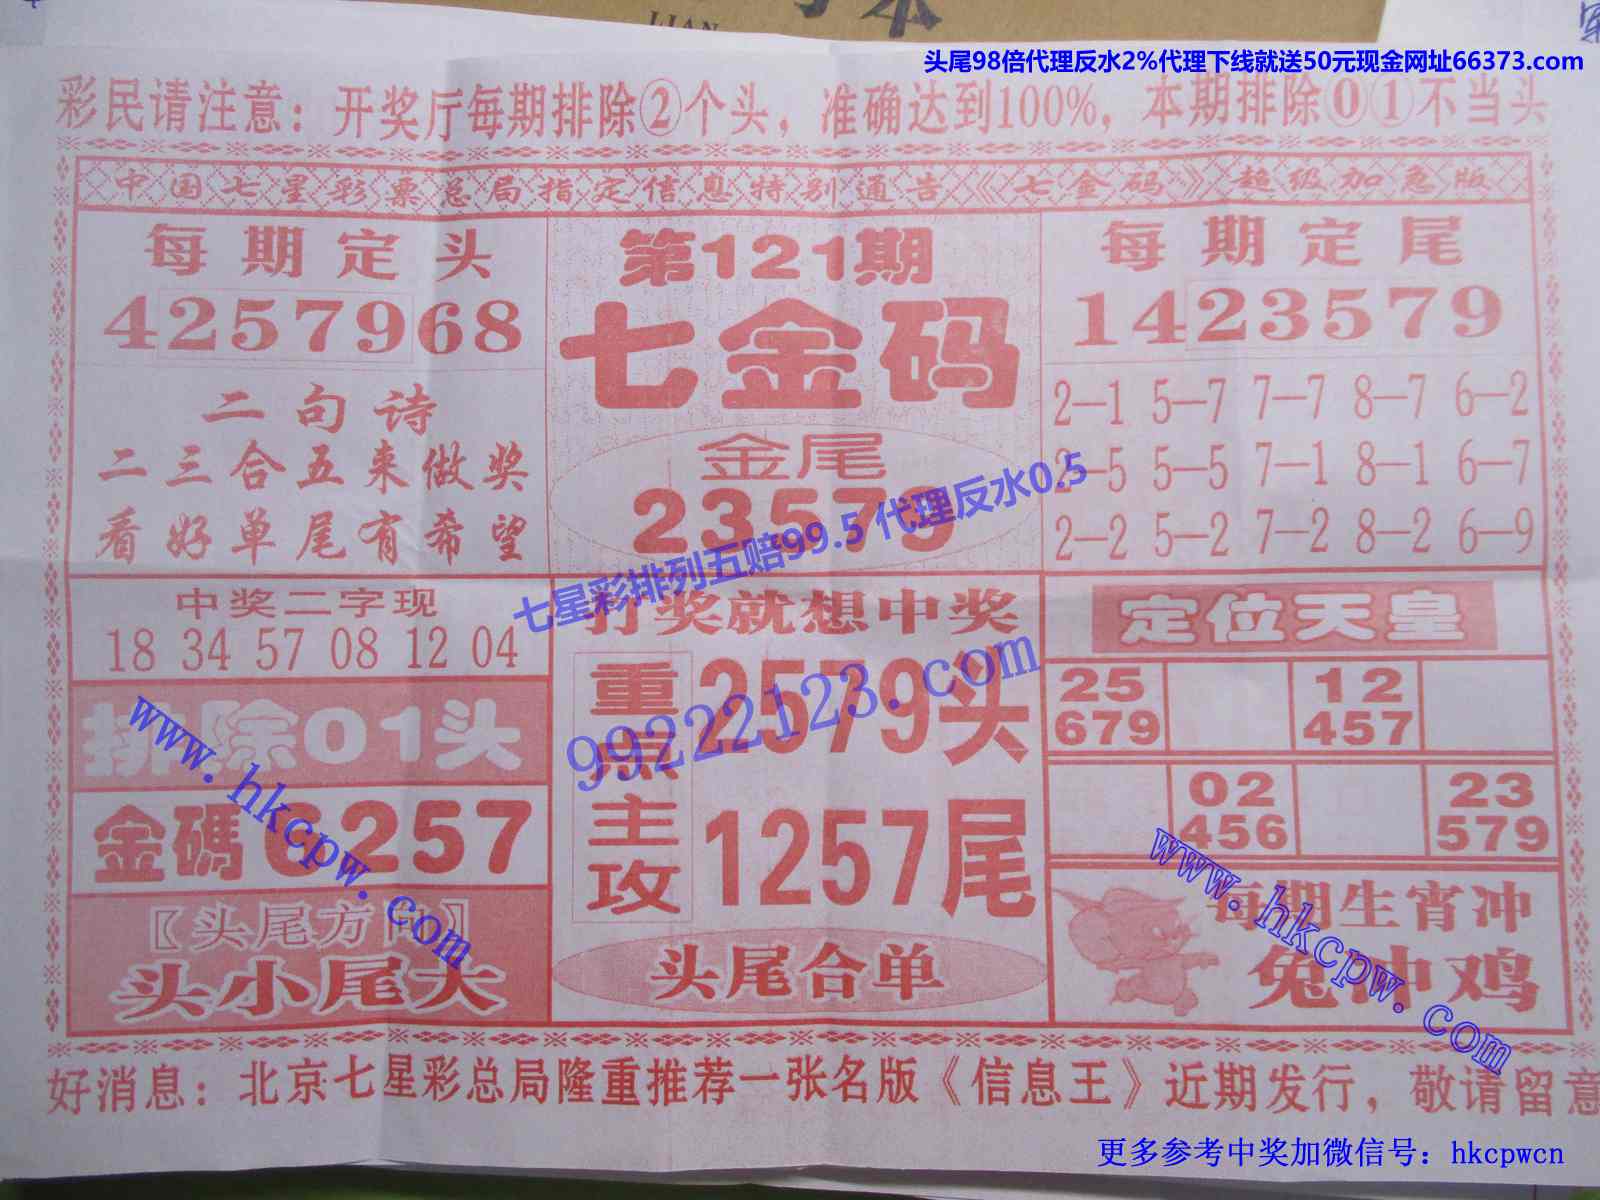 LIAN
头尾98倍代理反水2%代理下线就送50元现金网址66373.com
彩民请注意：开奖厅每期排除②个头，准确达到100%，本期排除⓪①不当头
中国七星彩票总局指定信息特别通告《七金码》超级加急版
每期定头
4257968
二句诗
二三合五来做奖
看好单尾有希望
第121期
七金码
金尾
23579
每期定尾
1423579
2—1 5—7 7—7 8—7 6—2
2—5 5—5 7—1 8—1 6—7
2—2 5—2 7—2 8—2 6—9
七星彩排列五赔99.5 代理反水0.5
中奖二字现
18 34 57 08 12 04
排除01头
金碼6257
〖头尾方向〗
头小尾大
打奖就想中奖
重点主攻
2579头
1257尾
头尾合单
99222123.com
定位天皇
25 12
679 457
02 23
456 579
每期生宵冲
兔冲鸡
www.hkcpw.com
www.hkcpw.com
好消息：北京七星彩总局隆重推荐一张名版《信息王》近期发行，敬请留意
更多参考中奖加微信号：hkcpwcn